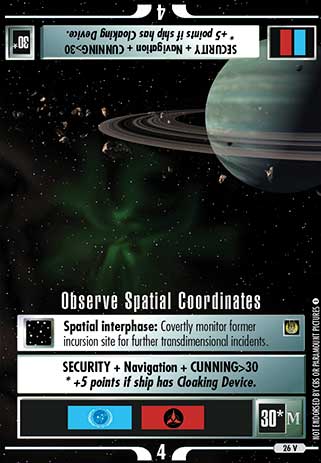 4
SECURITY + Navigation + CUNNING>30
* +5 points if ship has Cloaking Device.
30*
Observe Spatial Coordinates
Spatial interphase: Covertly monitor former
incursion site for further transdimensional incidents.
SECURITY + Navigation + CUNNING>30
* +5 points if ship has Cloaking Device.
30* M
4
26 V
NOT ENDORSED BY CBS OR PARAMOUNT PICTURES